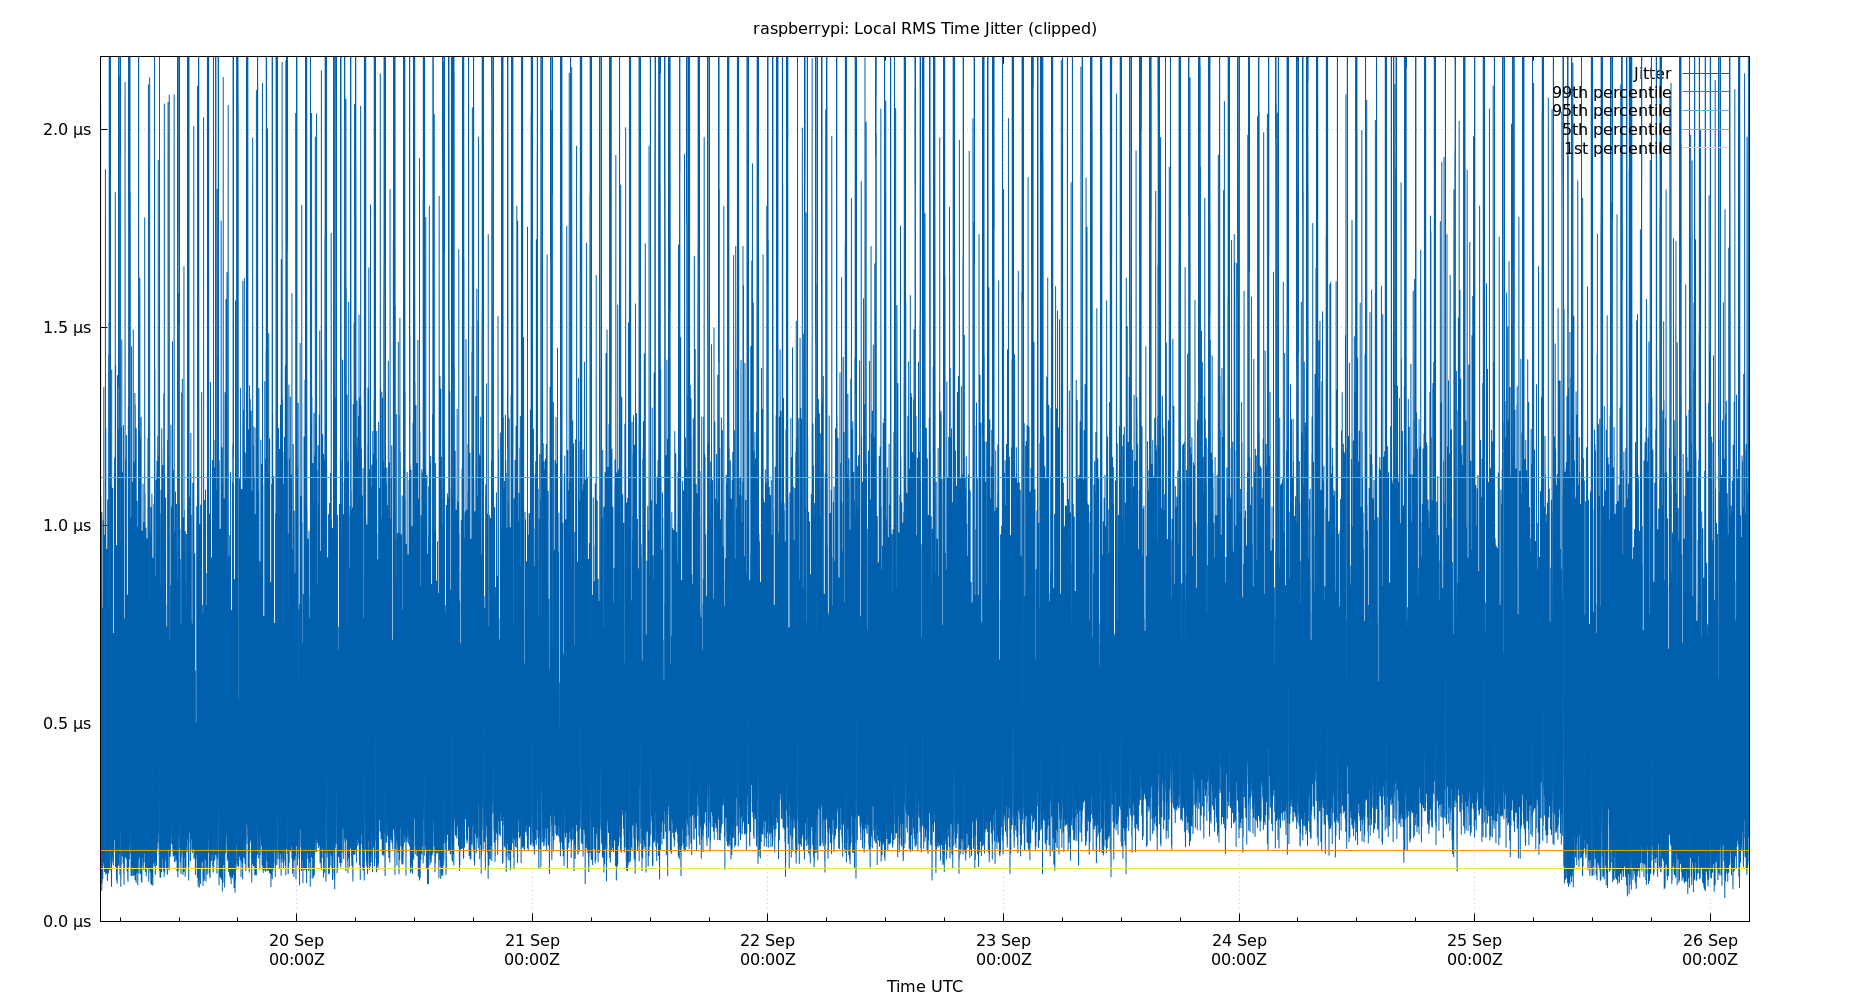 raspberrypi: Local RMS Time Jitter (clipped)
Jitter
99th percentile
95th percentile
5th percentile
1st percentile
2.0 µs
1.5 µs
1.0 µs
0.5 µs
0.0 µs
20 Sep 21 Sep 22 Sep 23 Sep 24 Sep 25 Sep 26 Sep
00:00Z 00:00Z 00:00Z 00:00Z 00:00Z 00:00Z 00:00Z
Time UTC